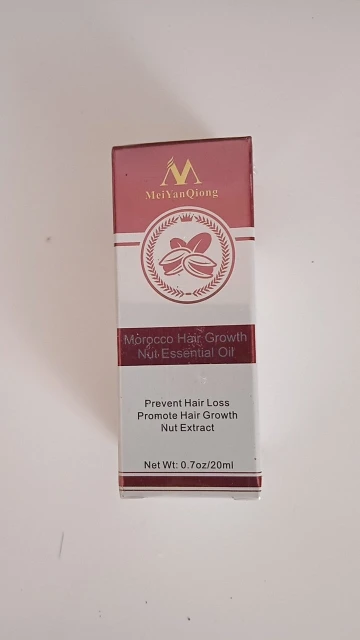 MeiYanQiong
Morocco Hair Growth
Nut Essential Oil
Prevent Hair Loss
Promote Hair Growth
Nut Extract
Net Wt: 0.7oz/20ml